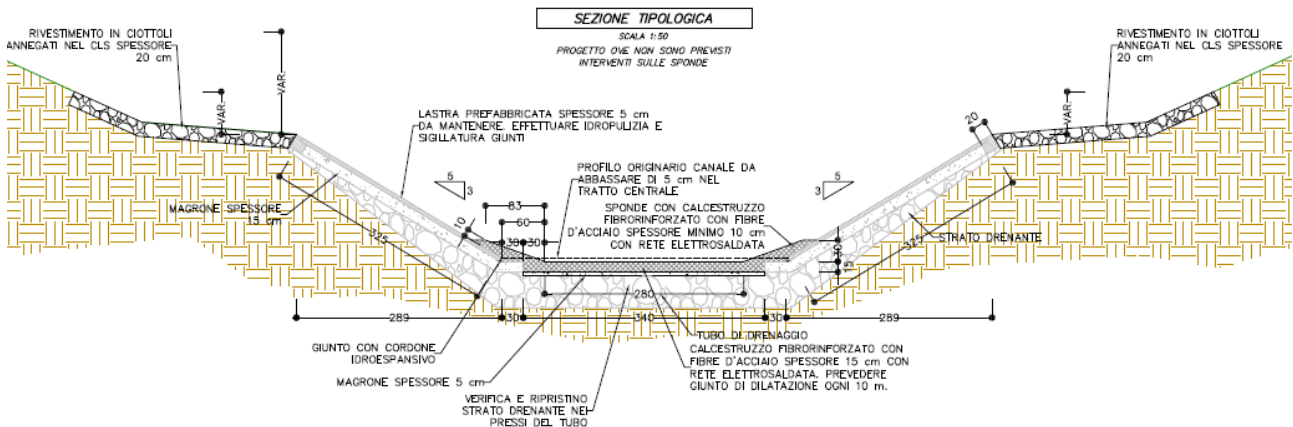 SEZIONE TIPOLOGICA
SCALA 1:50
PROGETTO OVE NON SONO PREVISTI
INTERVENTI SULLE SPONDE
RIVESTIMENTO IN CIOTTOLI
ANNEGATI NEL CLS SPESSORE
20 cm
VAR.
VAR.
RIVESTIMENTO IN CIOTTOLI
ANNEGATI NEL CLS SPESSORE
20 cm
VAR.
20
LASTRA PREFABBRICATA SPESSORE 5 cm
DA MANTENERE. EFFETTUARE IDROPULIZIA E
SIGILLATURA GIUNTI
5
3
5
3
PROFILO ORIGINARIO CANALE DA
ABBASSARE DI 5 cm NEL
TRATTO CENTRALE
SPONDE CON CALCESTRUZZO
FIBRORINFORZATO CON FIBRE
D'ACCIAIO SPESSORE MINIMO 10 cm
CON RETE ELETTROSALDATA
MAGRONE SPESSORE
15 cm
83
60
30
30
10
325
325
STRATO DRENANTE
30
15
280
289
30
340
30
289
GIUNTO CON CORDONE
IDROESPANSIVO
MAGRONE SPESSORE 5 cm
VERIFICA E RIPRISTINO
STRATO DRENANTE NEI
PRESSI DEL TUBO
TUBO DI DRENAGGIO
CALCESTRUZZO FIBRORINFORZATO CON
FIBRE D'ACCIAIO SPESSORE 15 cm CON
RETE ELETTROSALDATA. PREVEDERE
GIUNTO DI DILATAZIONE OGNI 10 m.